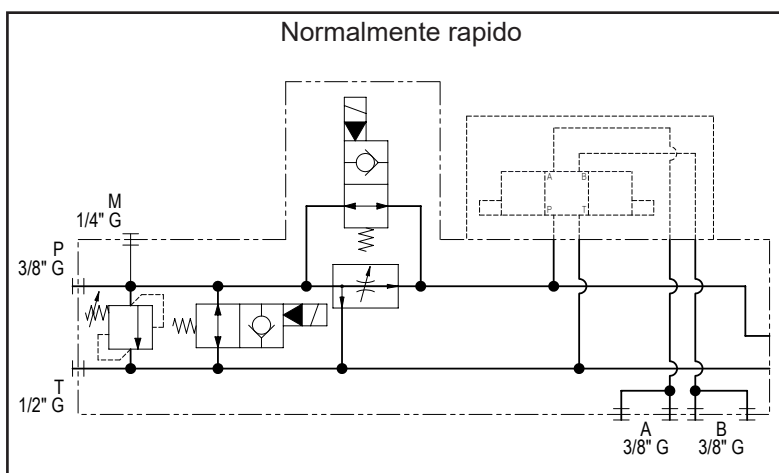 Normalmente rapido
M
1/4" G
P
3/8" G
A B
P T
T
1/2" G
A
3/8" G
B
3/8" G